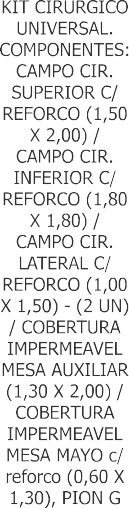 KIT CIRURGICO
UNIVERSAL.
COMPONENTES:
CAMPO CIR.
SUPERIOR C/
REFORCO (1,50
X 2,00) /
CAMPO CIR.
INFERIOR C/
REFORCO (1,80
X 1,80) /
CAMPO CIR.
LATERAL C/
REFORCO (1,00
X 1,50) - (2 UN)
/ COBERTURA
IMPERMEAVEL
MESA AUXILIAR
(1,30 X 2,00) /
COBERTURA
IMPERMEAVEL
MESA MAYO c/
reforco (0,60 X
1,30), PION G